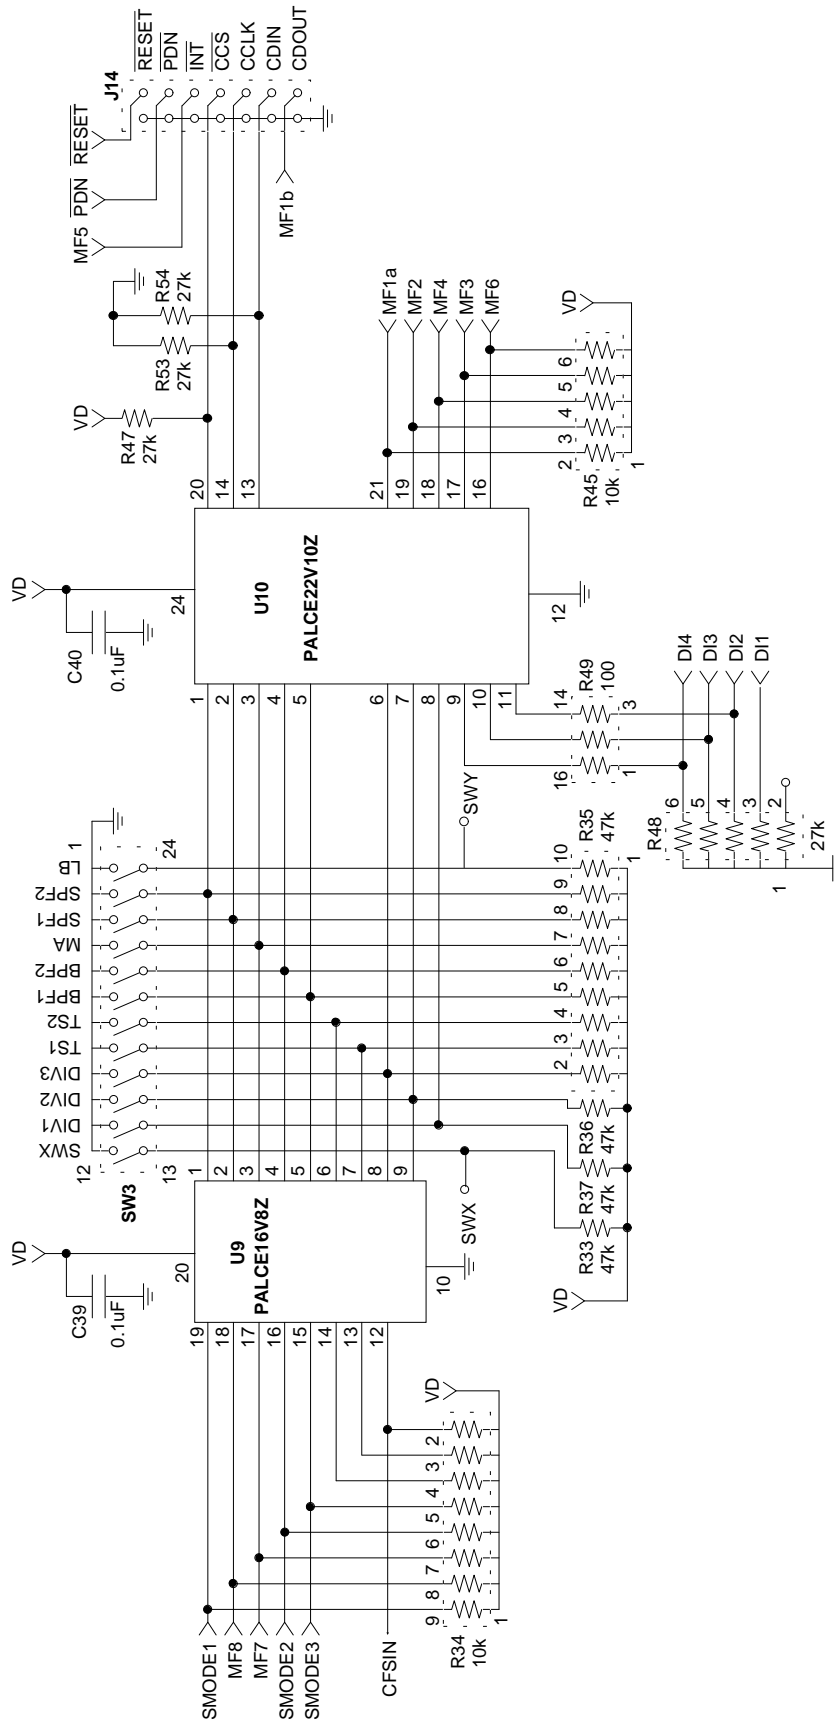 RESET
PDN
INT
CCS
CCLK
CDIN
CDOUT
J14
RESET
PDN
MF5
MF1b
R54
27k
R53
27k
VD
R47
27k
MF1a
MF2
MF4
MF3
MF6
VD
6
5
4
3
2
1
R45
10k
20
14
13
21
19
18
17
16
VD
C40
0.1uF
24
U10
PALCE22V10Z
12
1
2
3
4
5
6
7
8
9
10
11
14
R49
100
3
16
1
DI4
DI3
DI2
DI1
R48
6
5
4
3
2
27k
1
SWY
1
24
LB
SPF2
SPF1
MA
BPF2
BPF1
TS2
TS1
DIV3
DIV2
DIV1
SWX
12
13
SW3
R35
47k
10
9
8
7
6
5
4
3
2
1
R36
47k
R37
47k
R33
47k
VD
SWX
1
2
3
4
5
6
7
8
9
VD
C39
0.1uF
20
U9
PALCE16V8Z
10
19
18
17
16
15
14
13
12
VD
2
3
4
5
6
7
8
9
1
R34
10k
SMODE1
MF8
MF7
SMODE2
SMODE3
CFSIN